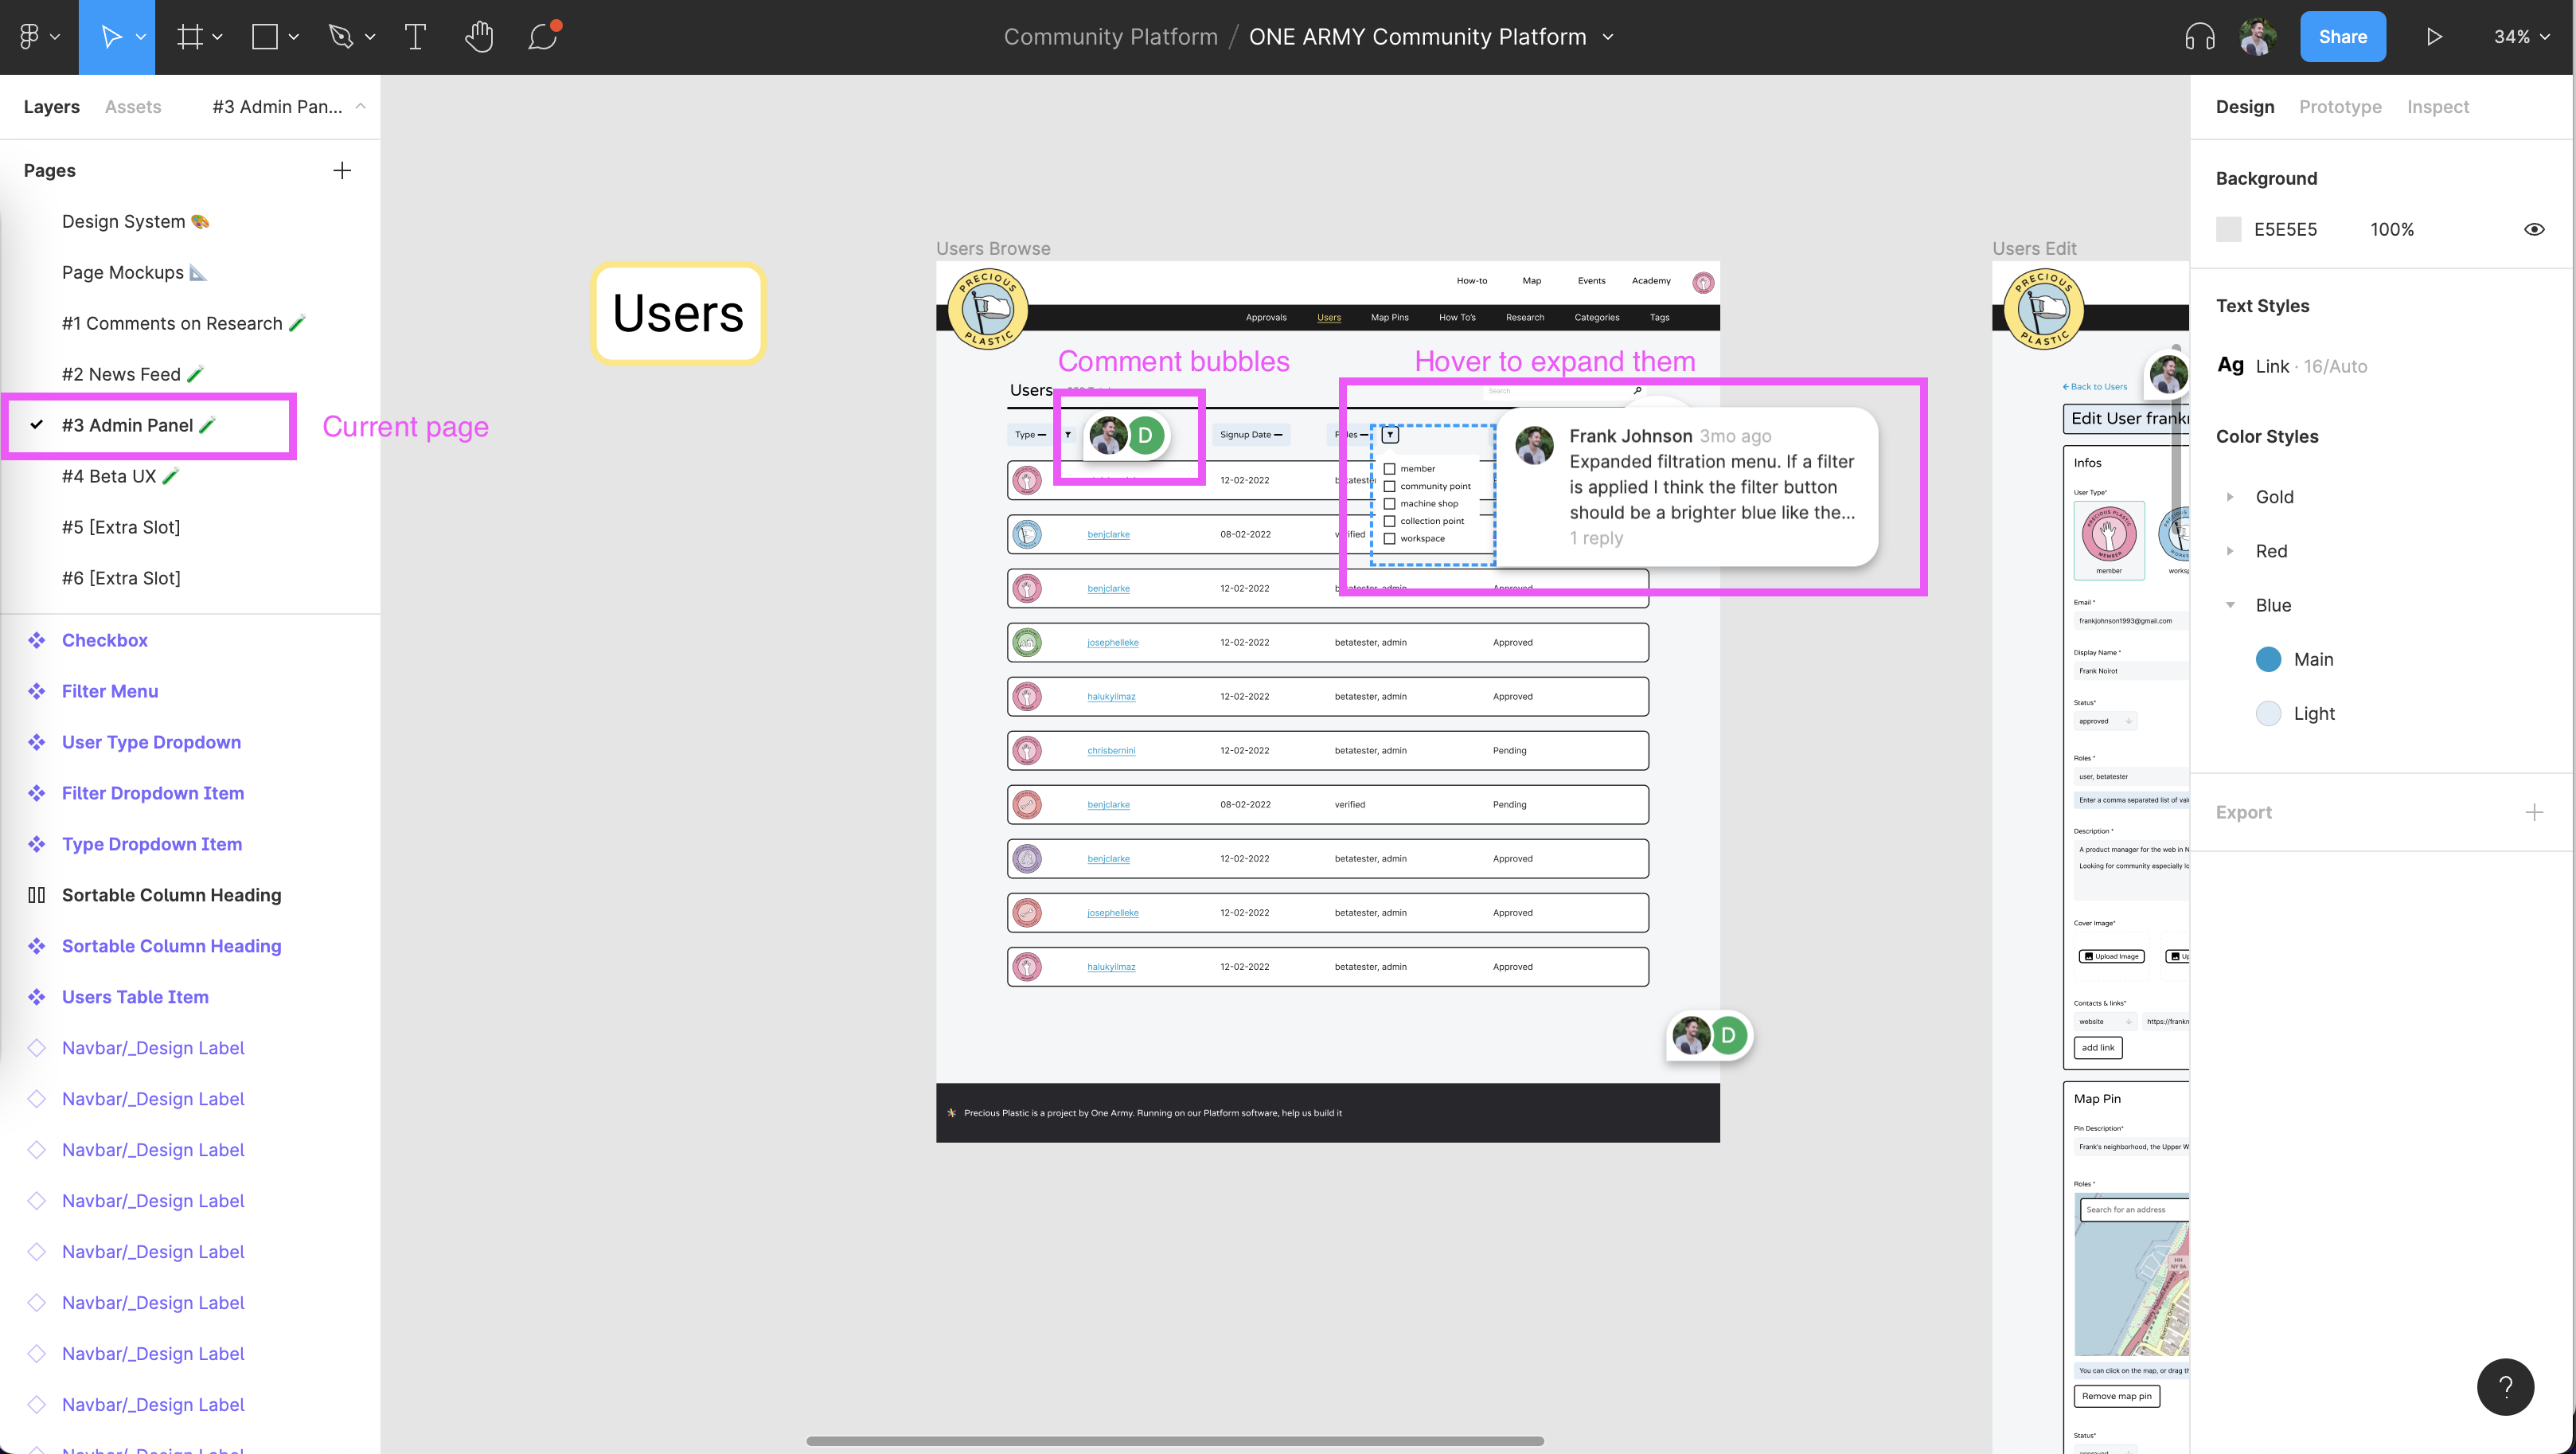 Community Platform / ONE ARMY Community Platform
Share
34%
Layers
Assets
#3 Admin Pan...
Pages
Design System 🎨
Page Mockups 📐
#1 Comments on Research 🧪
#2 News Feed 🧪
#3 Admin Panel 🧪
#4 Beta UX 🧪
#5 [Extra Slot]
#6 [Extra Slot]
Current page
Checkbox
Filter Menu
User Type Dropdown
Filter Dropdown Item
Type Dropdown Item
Sortable Column Heading
Sortable Column Heading
Users Table Item
Navbar/_Design Label
Navbar/_Design Label
Navbar/_Design Label
Navbar/_Design Label
Navbar/_Design Label
Navbar/_Design Label
Navbar/_Design Label
Navbar/_Design Label
Navbar/_Design Label
Users
Users Browse
PRECIOUS PLASTIC
How-to Map Events Academy
Approvals Users Map Pins How To's Research Categories Tags
Comment bubbles
Hover to expand them
Users
Search
Type
D
Signup Date
member
community point
machine shop
collection point
workspace
Frank Johnson 3mo ago
Expanded filtration menu. If a filter
is applied I think the filter button
should be a brighter blue like the...
1 reply
12-02-2022
benjclarke 08-02-2022
benjclarke 12-02-2022 betatester, admin Approved
josephelleke 12-02-2022 betatester, admin Approved
halukyilmaz 12-02-2022 betatester, admin Approved
chrisbernini 12-02-2022 betatester, admin Pending
benjclarke 08-02-2022 verified Pending
benjclarke 12-02-2022 betatester, admin Approved
josephelleke 12-02-2022 betatester, admin Approved
halukyilmaz 12-02-2022 betatester, admin Approved
D
Precious Plastic is a project by One Army. Running on our Platform software, help us build it
Users Edit
PRECIOUS PLASTIC
Back to Users
Edit User frank
Infos
User Type*
member
Email *
frankjohnson1993@gmail.com
Display Name *
Frank Noirot
Status*
approved
Roles *
user, betatester
Enter a comma separated list of val
Description *
A product manager for the web in N
Looking for community especially lo
Cover Image*
Upload Image
Contacts & links*
website
https://frankn
add link
Map Pin
Pin Description*
Frank's neighborhood, the Upper W
Roles *
Search for an address
HH
NY 9A
You can click on the map, or drag th
Remove map pin
Status*
Design
Prototype
Inspect
Background
E5E5E5
100%
Text Styles
Ag Link · 16/Auto
Color Styles
Gold
Red
Blue
Main
Light
Export
?